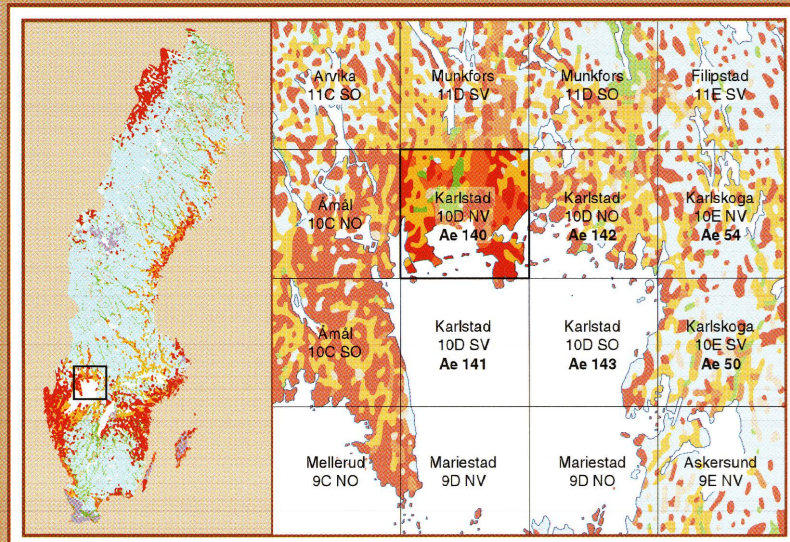 Arvika
11C SO
Munkfors
11D SV
Munkfors
11D SO
Filipstad
11E SV
Åmål
10C NO
Karlstad
10D NV
Ae 140
Karlstad
10D NO
Ae 142
Karlskoga
10E NV
Ae 54
Åmål
10C SO
Karlstad
10D SV
Ae 141
Karlstad
10D SO
Ae 143
Karlskoga
10E SV
Ae 50
Mellerud
9C NO
Mariestad
9D NV
Mariestad
9D NO
Askersund
9E NV